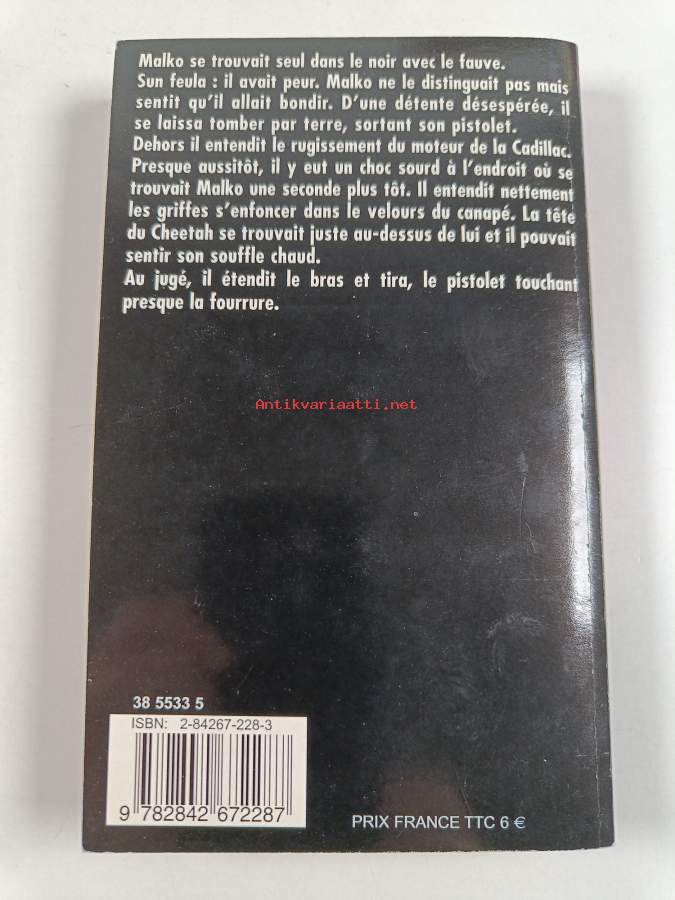 Malko se trouvait seul dans le noir avec le fauve.
Sun feula : il avait peur. Malko ne le distinguait pas mais
sentit qu'il allait bondir. D'une détente désespérée, il
se laissa tomber par terre, sortant son pistolet.
Dehors il entendit le rugissement du moteur de la Cadillac.
Presque aussitôt, il y eut un choc sourd à l'endroit où se
trouvait Malko une seconde plus tôt. Il entendit nettement
les griffes s'enfoncer dans le velours du canapé. La tête
du Cheetah se trouvait juste au-dessus de lui et il pouvait
sentir son souffle chaud.
Au jugé, il étendit le bras et tira, le pistolet touchant
presque la fourrure.
Antikvariaatti.net
38 5533 5
ISBN: 2-84267-228-3
9 782842 672287
PRIX FRANCE TTC 6 €